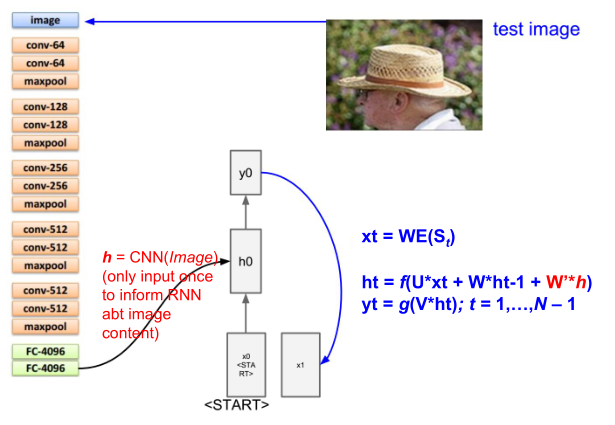 image
test image
conv-64
conv-64
maxpool
conv-128
conv-128
maxpool
conv-256
conv-256
maxpool
conv-512
conv-512
maxpool
conv-512
conv-512
maxpool
FC-4096
FC-4096
h = CNN(Image)
(only input once
to inform RNN
abt image
content)
y0
h0
x0
<STA
RT>
<START>
x1
xt = WE(St)
ht = f(U*xt + W*ht-1 + W'*h)
yt = g(V*ht); t = 1,...,N – 1